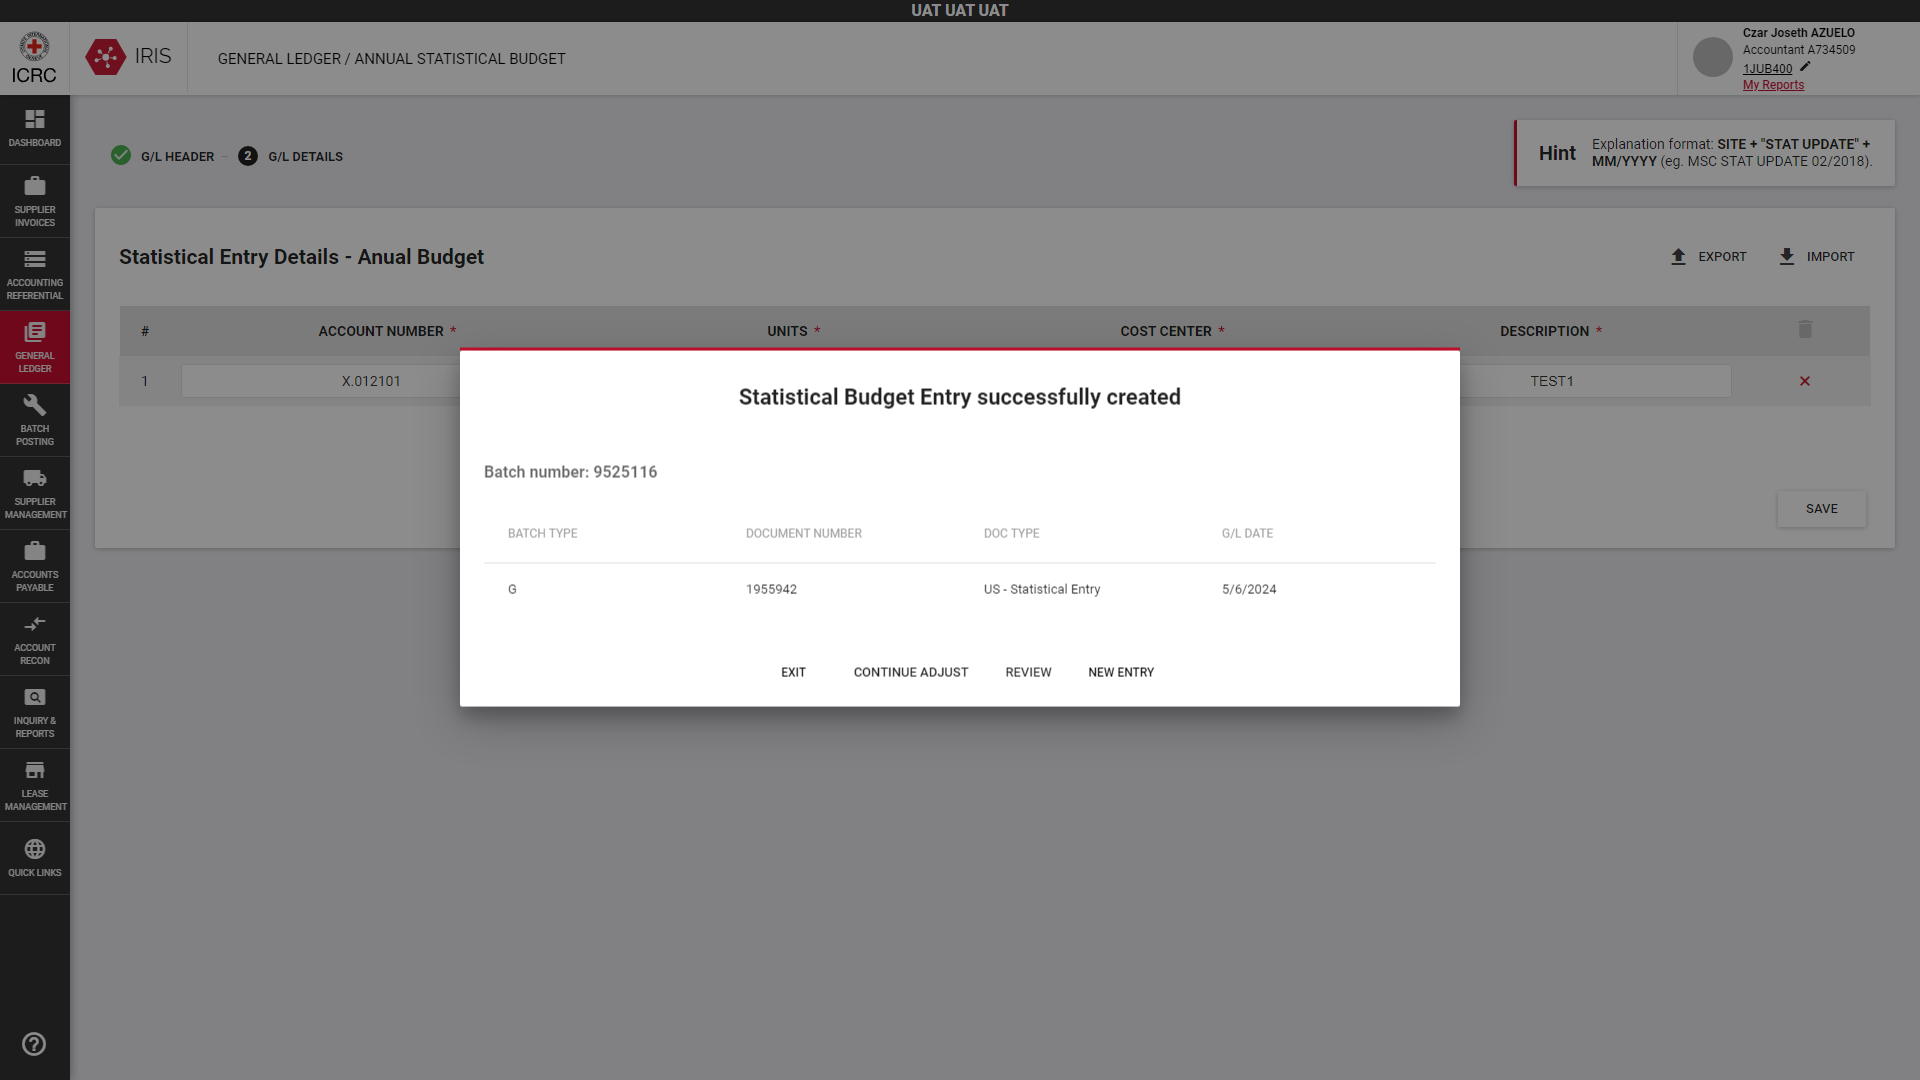 UAT UAT UAT
ICRC
IRIS
GENERAL LEDGER / ANNUAL STATISTICAL BUDGET
Czar Joseth AZUELO
Accountant A734509
1JUB400
My Reports
DASHBOARD
SUPPLIER
INVOICES
ACCOUNTING
REFERENTIAL
GENERAL
LEDGER
BATCH
POSTING
SUPPLIER
MANAGEMENT
ACCOUNTS
PAYABLE
ACCOUNT
RECON
INQUIRY &
REPORTS
LEASE
MANAGEMENT
QUICK LINKS
G/L HEADER
2 G/L DETAILS
Hint
Explanation format: SITE + "STAT UPDATE" +
MM/YYYY (eg. MSC STAT UPDATE 02/2018).
Statistical Entry Details - Anual Budget
EXPORT
IMPORT
# ACCOUNT NUMBER * UNITS * COST CENTER * DESCRIPTION *
1 X.012101 TEST1
SAVE
Statistical Budget Entry successfully created
Batch number: 9525116
BATCH TYPE DOCUMENT NUMBER DOC TYPE G/L DATE
G 1955942 US - Statistical Entry 5/6/2024
EXIT CONTINUE ADJUST REVIEW NEW ENTRY